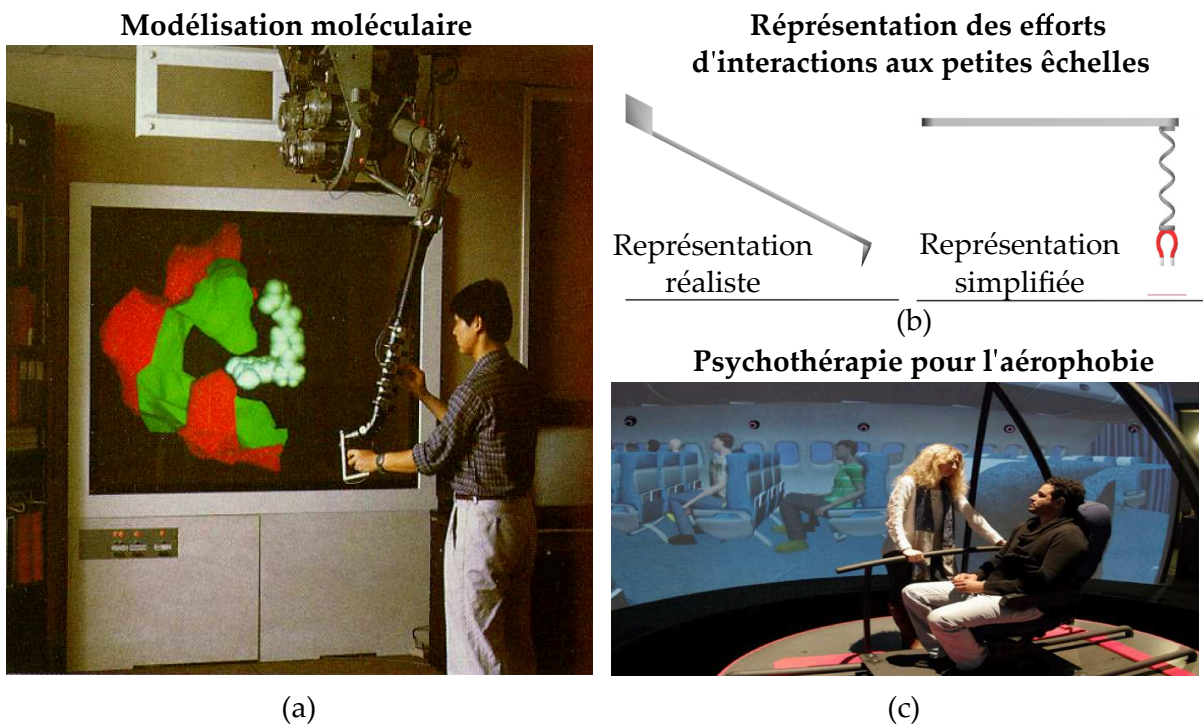 Modélisation moléculaire
Réprésentation des efforts
d'interactions aux petites êchelles
Représentation
réaliste
Représentation
simplifiée
(b)
Psychothérapie pour l'aérophobie
(a)
(c)